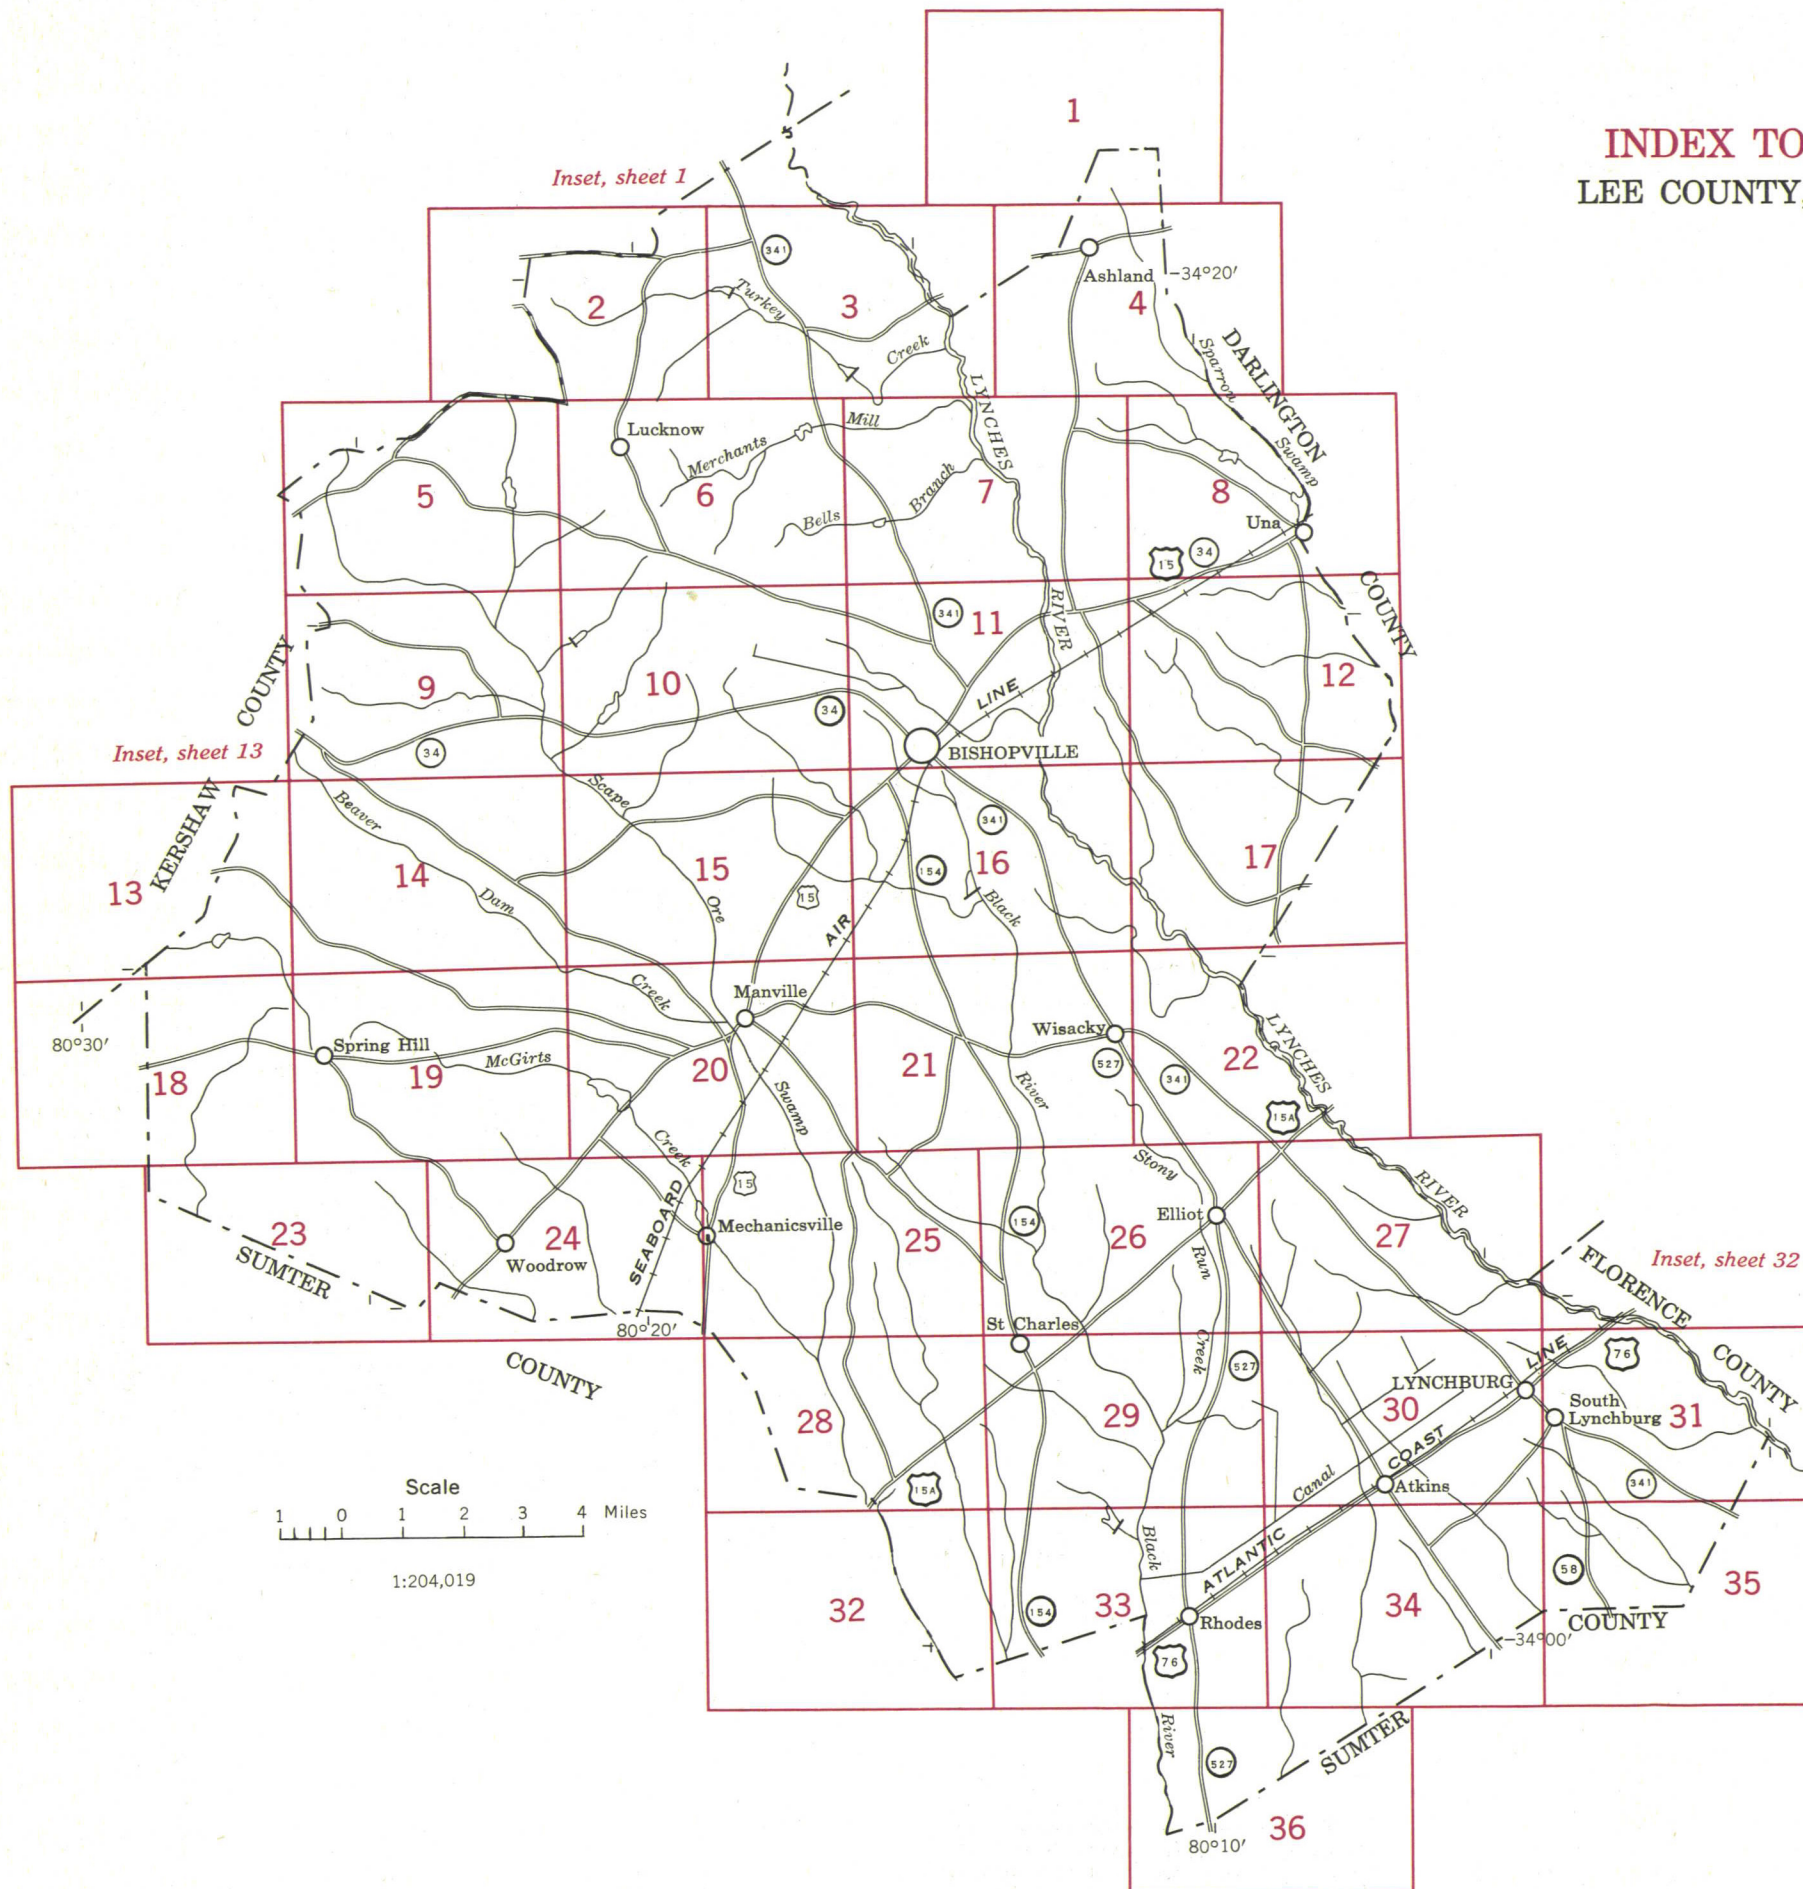 1
INDEX TO
LEE COUNTY,
Inset, sheet 1
341
Ashland
34°20'
2
Turkey
3
4
Creek
Sparrow
Swamp
DARLINGTON
COUNTY
LYNCHES
RIVER
Lucknow
Merchants
Mill
5
6
7
8
Bells
Branch
Una
15
34
341
11
COUNTY
9
10
12
LINE
34
34
BISHOPVILLE
Inset, sheet 13
KERSHAW
Beaver
Dam
Creek
Scape
Ore
Swamp
341
13
14
15
16
17
15
154
Black
River
AIR
Manville
Wisacky
80°30'
Spring Hill
McGirts
Creek
18
19
20
21
22
527
341
LYNCHES
RIVER
15A
SEABOARD
15
Stony
Run
Creek
Mechanicsville
154
Elliot
23
24
25
26
27
SUMTER
COUNTY
Woodrow
80°20'
FLORENCE
COUNTY
Inset, sheet 32
St Charles
527
LINE
76
LYNCHBURG
South
Lynchburg
28
29
30
31
COAST
Canal
Atkins
341
15A
Scale
1 0 1 2 3 4 Miles
1:204,019
Black
River
ATLANTIC
58
32
154
33
34
35
Rhodes
COUNTY
34°00'
76
SUMTER
527
36
80°10'